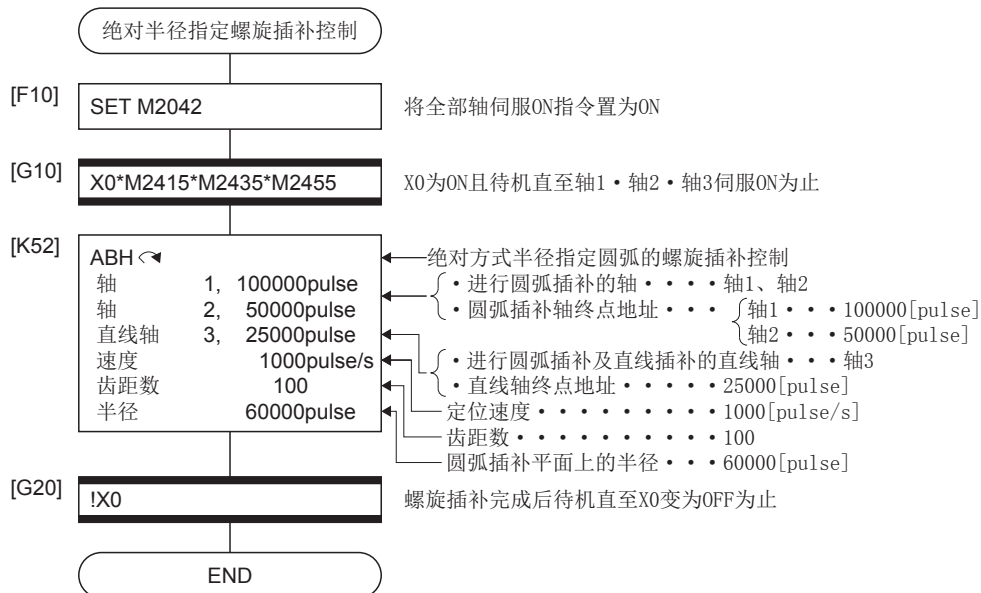 绝对半径指定螺旋插补控制
[F10]
SET M2042
将全部轴伺服ON指令置为ON
[G10]
X0*M2415*M2435*M2455
X0为ON且待机直至轴1・轴2・轴3伺服ON为止
[K52]
ABH
轴 1, 100000pulse
轴 2, 50000pulse
直线轴 3, 25000pulse
速度 1000pulse/s
齿距数 100
半径 60000pulse
绝对方式半径指定圆弧的螺旋插补控制
・进行圆弧插补的轴・・・・轴1、轴2
・圆弧插补轴终点地址・・・
轴1・・・100000[pulse]
轴2・・・50000[pulse]
・进行圆弧插补及直线插补的直线轴・・・轴3
・直线轴终点地址・・・・・25000[pulse]
定位速度・・・・・・・・・1000[pulse/s]
齿距数・・・・・・・・・・100
圆弧插补平面上的半径・・・60000[pulse]
[G20]
!X0
螺旋插补完成后待机直至X0变为OFF为止
END